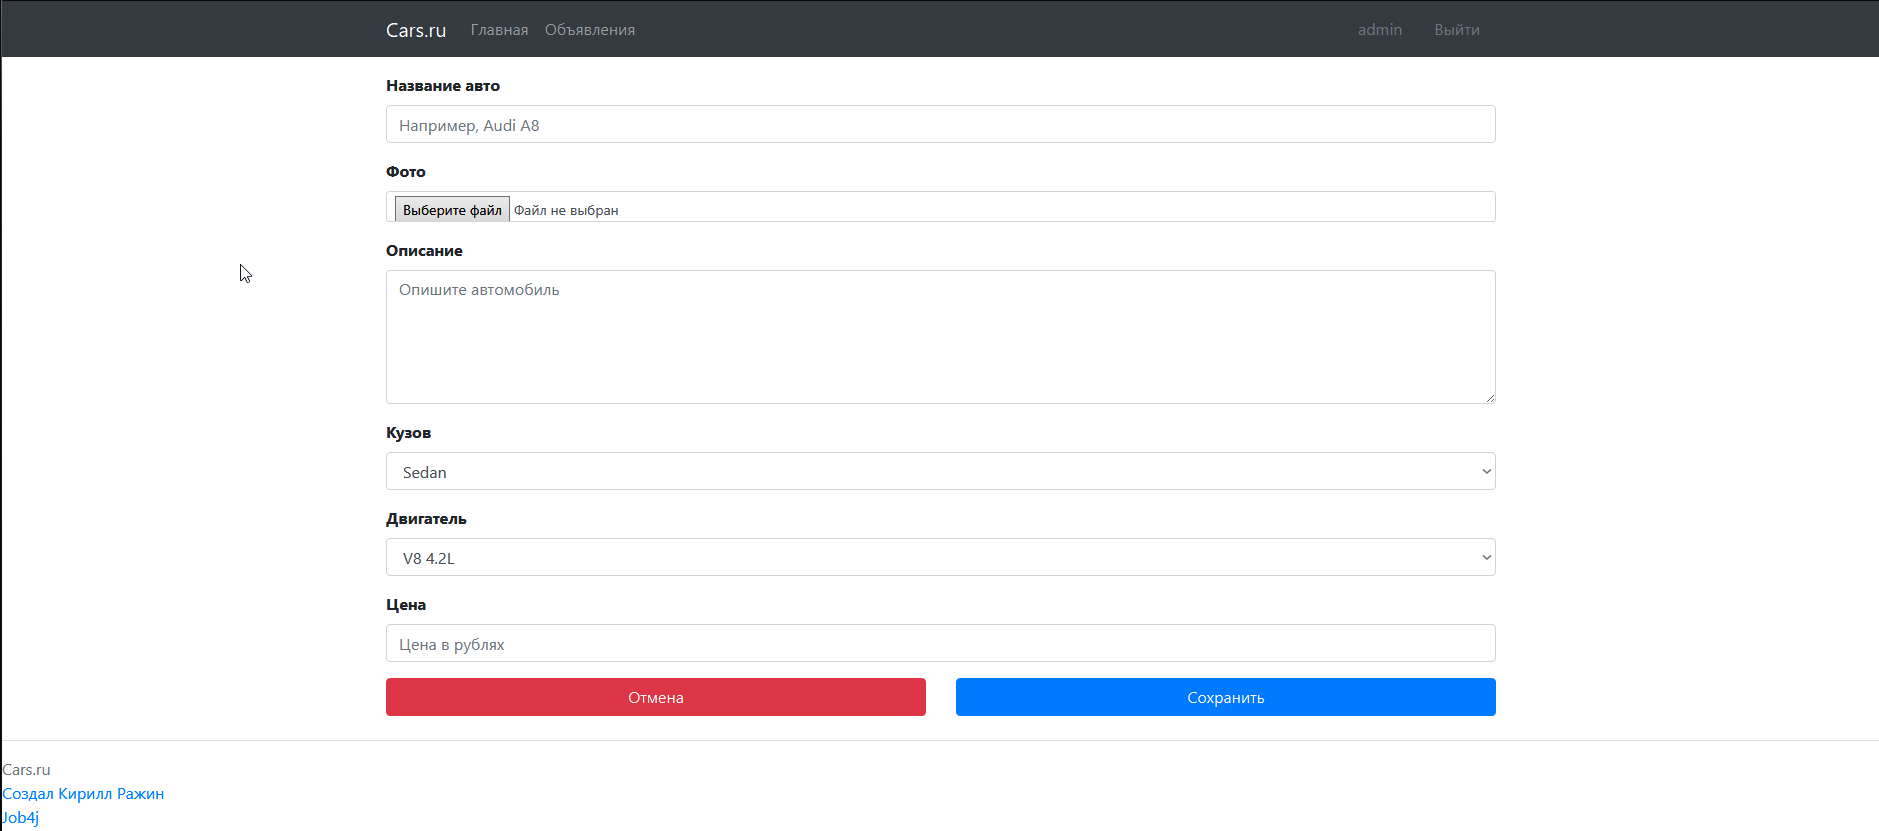 Cars.ru Главная Объявления admin Выйти
Название авто
Например, Audi A8
Фото
Выберите файл Файл не выбран
Описание
Опишите автомобиль
Кузов
Sedan
Двигатель
V8 4.2L
Цена
Цена в рублях
Отмена Сохранить
Cars.ru
Создал Кирилл Ражин
Job4j